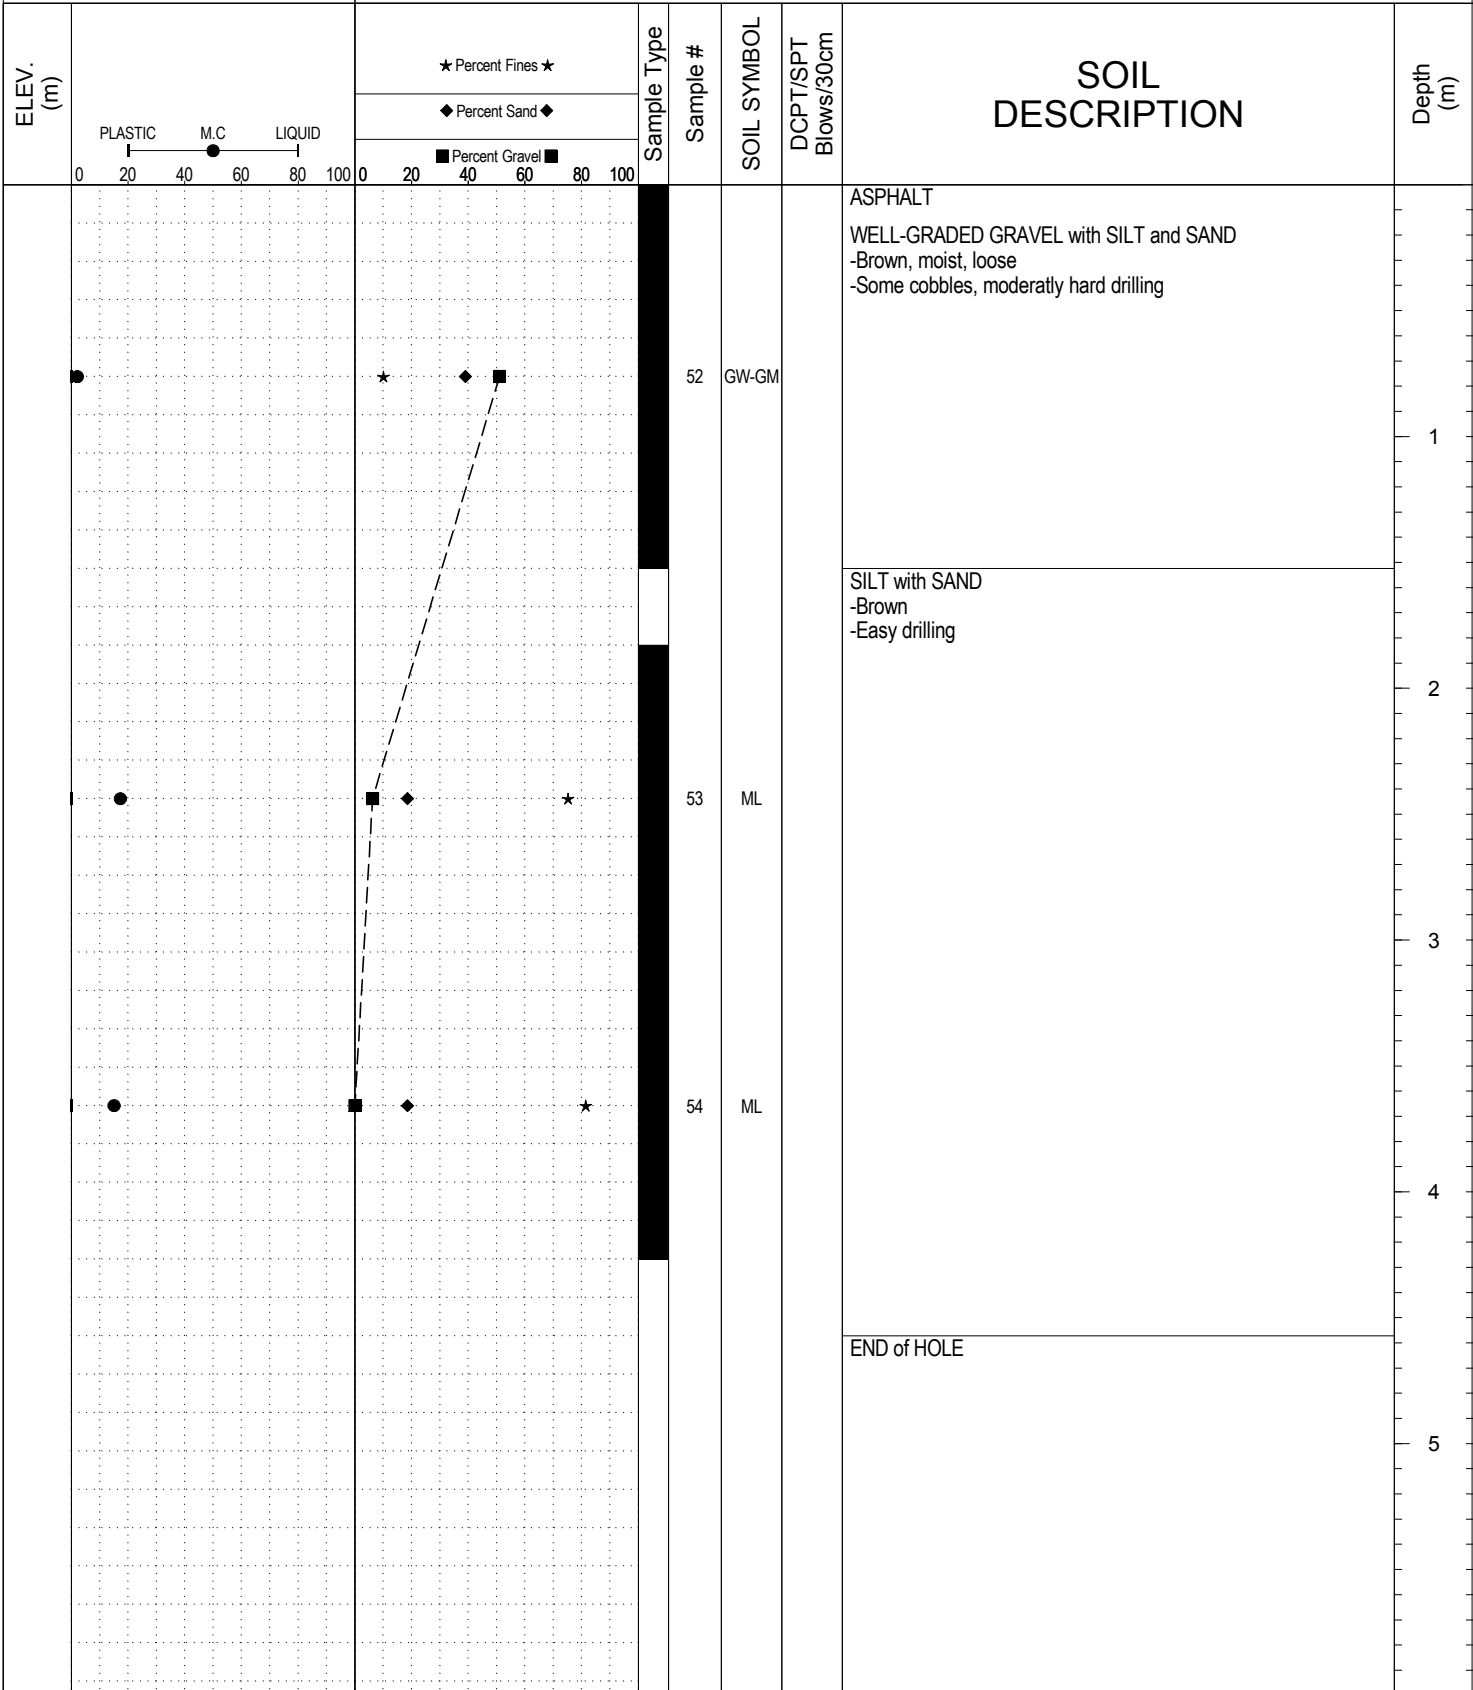 ELEV.
(m)
PLASTIC M.C LIQUID
0 20 40 60 80 100
★ Percent Fines ★
◆ Percent Sand ◆
■ Percent Gravel ■
0 20 40 60 80 100
Sample Type
Sample #
SOIL SYMBOL
DCPT/SPT
Blows/30cm
SOIL
DESCRIPTION
Depth
(m)
ASPHALT
WELL-GRADED GRAVEL with SILT and SAND
-Brown, moist, loose
-Some cobbles, moderatly hard drilling
52 GW-GM
1
SILT with SAND
-Brown
-Easy drilling
2
53 ML
3
54 ML
4
END of HOLE
5